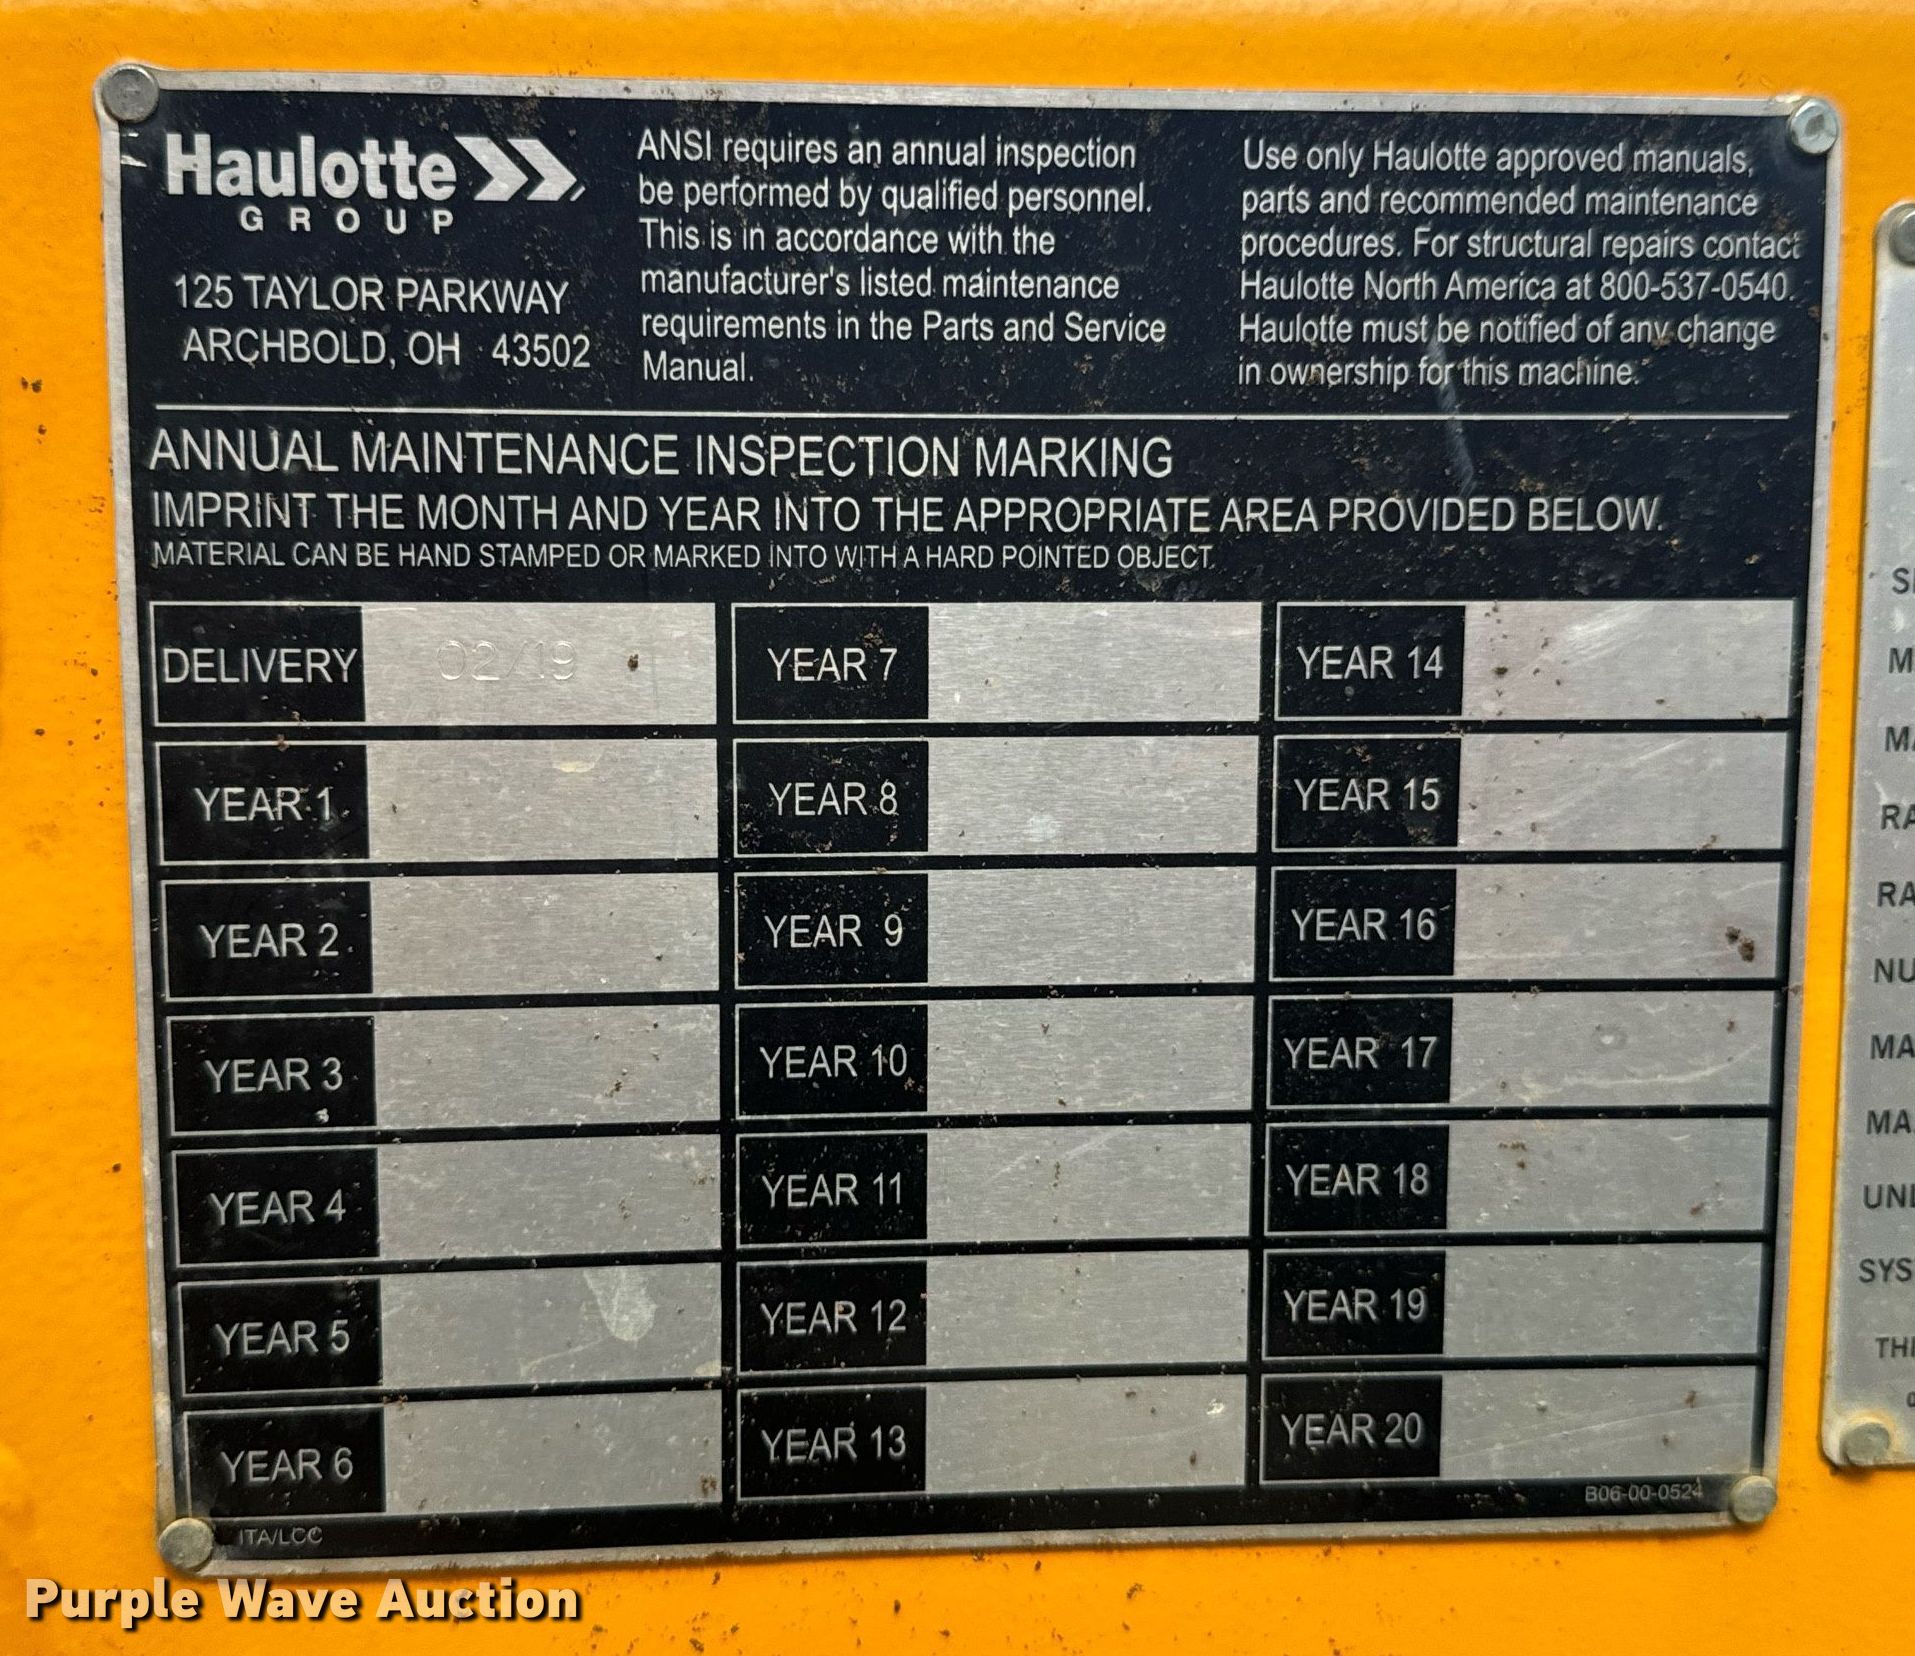 Haulotte
GROUP
125 TAYLOR PARKWAY
ARCHBOLD, OH 43502
ANSI requires an annual inspection
be performed by qualified personnel.
This is in accordance with the
manufacturer's listed maintenance
requirements in the Parts and Service
Manual.
Use only Haulotte approved manuals,
parts and recommended maintenance
procedures. For structural repairs contact
Haulotte North America at 800-537-0540.
Haulotte must be notified of any change
in ownership for this machine.
ANNUAL MAINTENANCE INSPECTION MARKING
IMPRINT THE MONTH AND YEAR INTO THE APPROPRIATE AREA PROVIDED BELOW.
MATERIAL CAN BE HAND STAMPED OR MARKED INTO WITH A HARD POINTED OBJECT.
DELIVERY 02/19
YEAR 1
YEAR 2
YEAR 3
YEAR 4
YEAR 5
YEAR 6
YEAR 7
YEAR 8
YEAR 9
YEAR 10
YEAR 11
YEAR 12
YEAR 13
YEAR 14
YEAR 15
YEAR 16
YEAR 17
YEAR 18
YEAR 19
YEAR 20
ITA/LCC
B06-00-0524
Purple Wave Auction